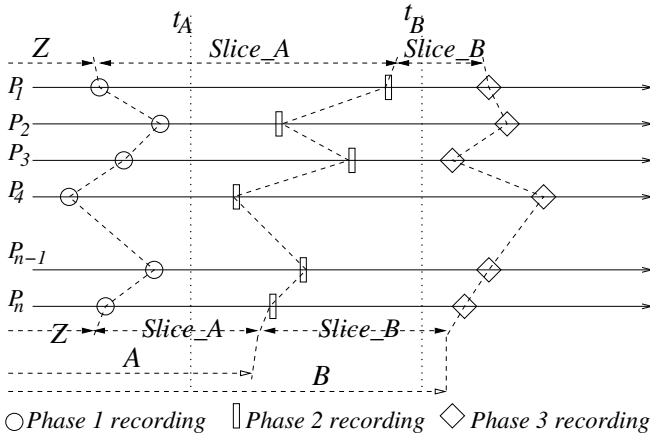 t_A t_B
Z Slice_A Slice_B
P_1
P_2
P_3
P_4
P_{n−1}
P_n
Z Slice_A Slice_B
A
B
Phase 1 recording Phase 2 recording Phase 3 recording